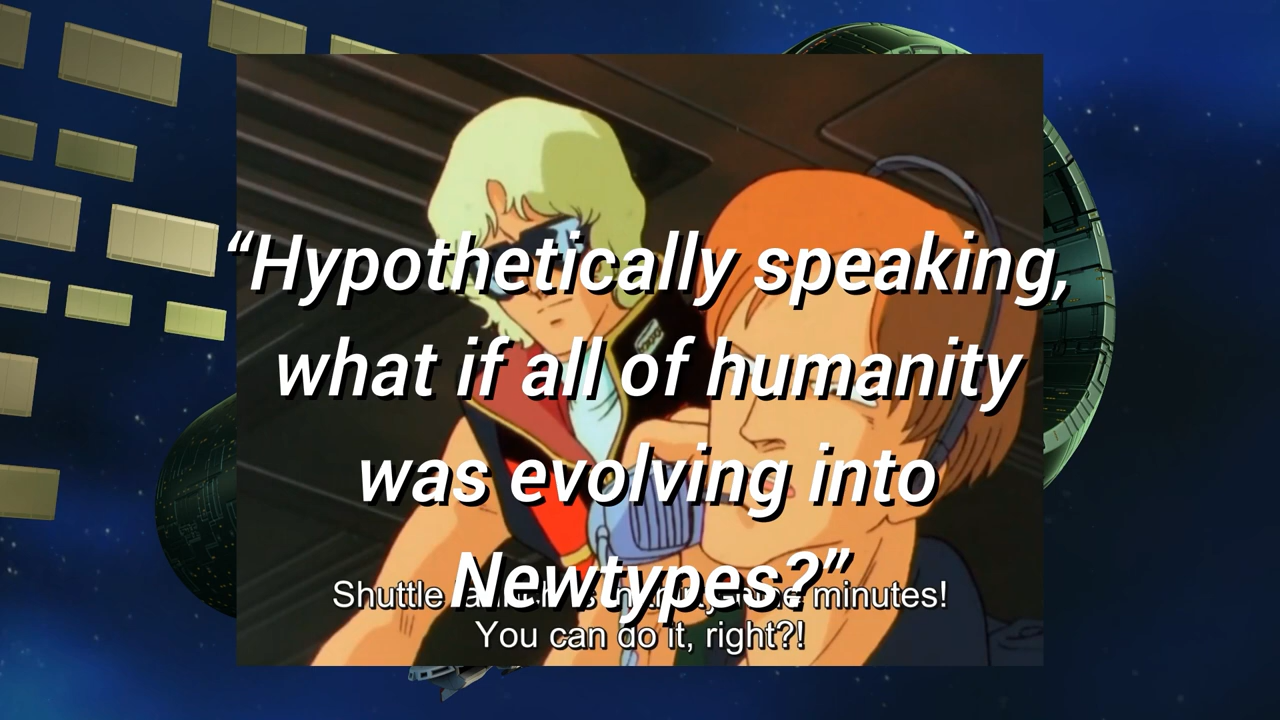 “Hypothetically speaking,
what if all of humanity
was evolving into
Newtypes?”
Shuttle minutes!
You can do it, right?!